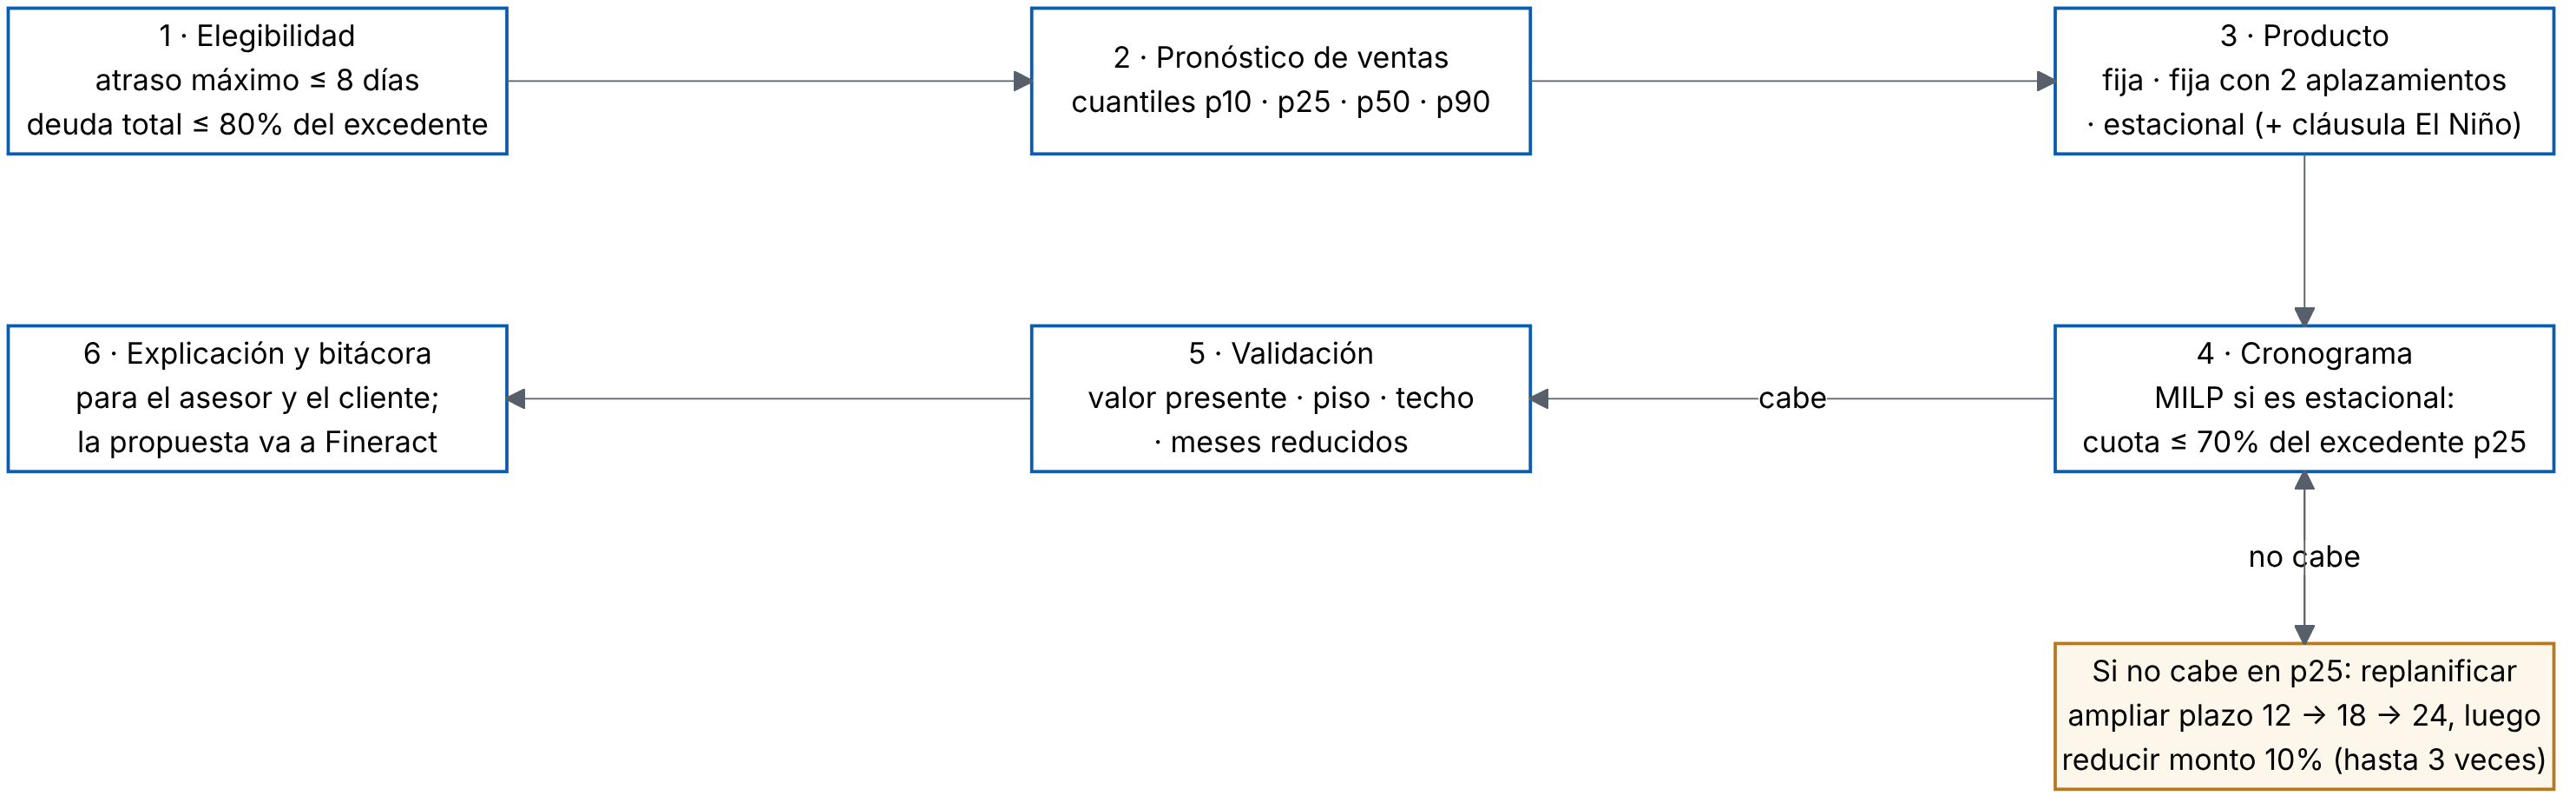 1 · Elegibilidad
atraso máximo ≤ 8 días
deuda total ≤ 80% del excedente
2 · Pronóstico de ventas
cuantiles p10 · p25 · p50 · p90
3 · Producto
fija · fija con 2 aplazamientos
· estacional (+ cláusula El Niño)
4 · Cronograma
MILP si es estacional:
cuota ≤ 70% del excedente p25
cabe
5 · Validación
valor presente · piso · techo
· meses reducidos
6 · Explicación y bitácora
para el asesor y el cliente;
la propuesta va a Fineract
no cabe
Si no cabe en p25: replanificar
ampliar plazo 12 → 18 → 24, luego
reducir monto 10% (hasta 3 veces)